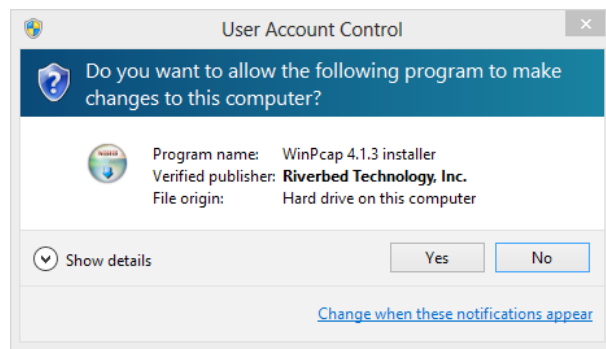 User Account Control
Do you want to allow the following program to make
changes to this computer?
Program name: WinPcap 4.1.3 installer
Verified publisher: Riverbed Technology, Inc.
File origin: Hard drive on this computer
Show details
Yes
No
Change when these notifications appear